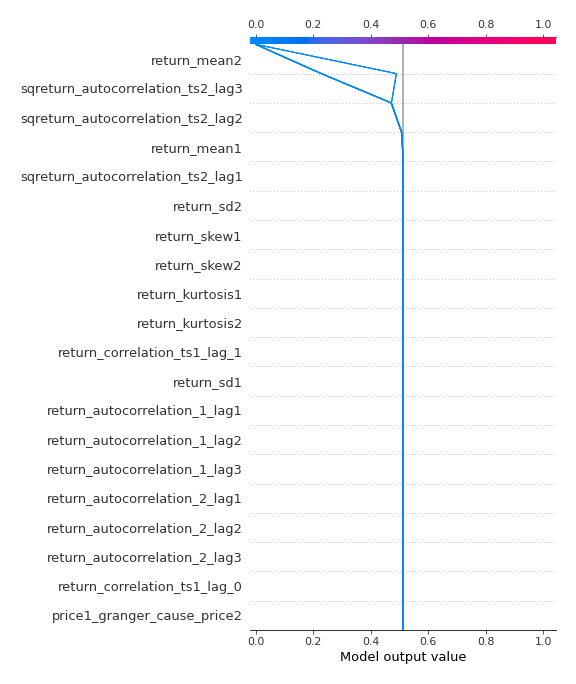 0.0 0.2 0.4 0.6 0.8 1.0
return_mean2
sqreturn_autocorrelation_ts2_lag3
sqreturn_autocorrelation_ts2_lag2
return_mean1
sqreturn_autocorrelation_ts2_lag1
return_sd2
return_skew1
return_skew2
return_kurtosis1
return_kurtosis2
return_correlation_ts1_lag_1
return_sd1
return_autocorrelation_1_lag1
return_autocorrelation_1_lag2
return_autocorrelation_1_lag3
return_autocorrelation_2_lag1
return_autocorrelation_2_lag2
return_autocorrelation_2_lag3
return_correlation_ts1_lag_0
price1_granger_cause_price2
0.0 0.2 0.4 0.6 0.8 1.0
Model output value